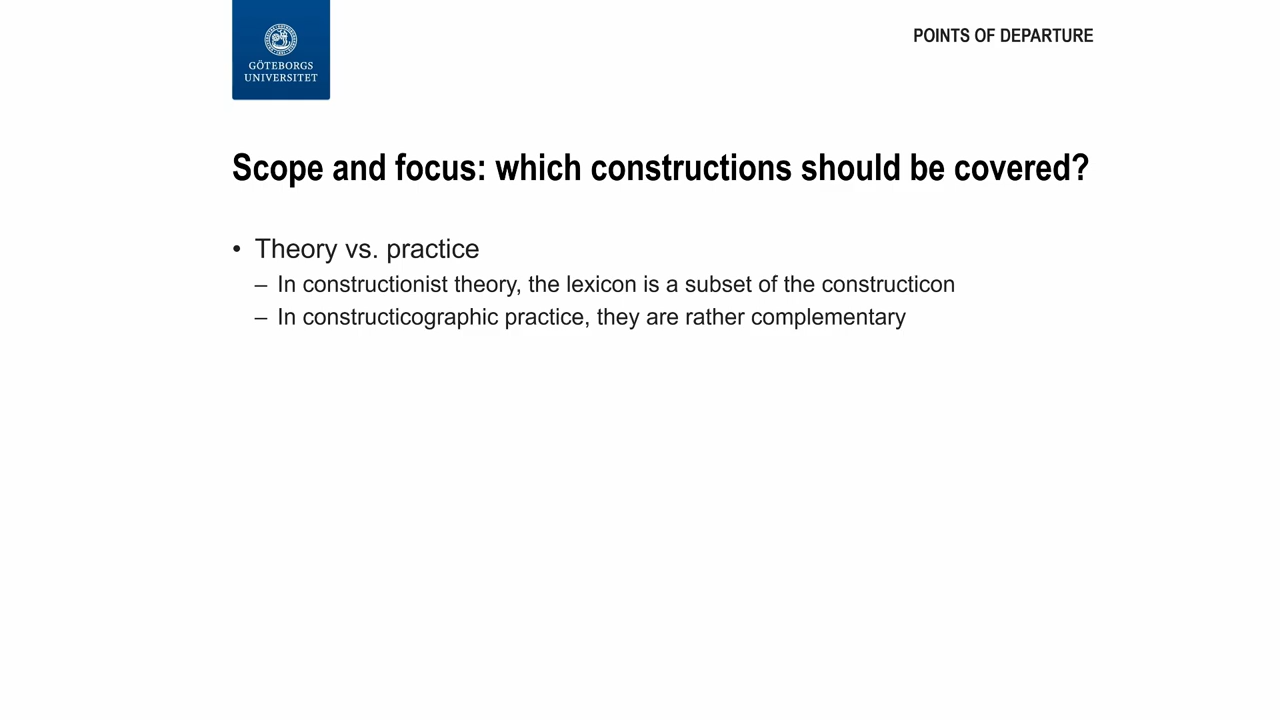 GÖTEBORGS
UNIVERSITET
POINTS OF DEPARTURE
Scope and focus: which constructions should be covered?
• Theory vs. practice
– In constructionist theory, the lexicon is a subset of the constructicon
– In constructicographic practice, they are rather complementary